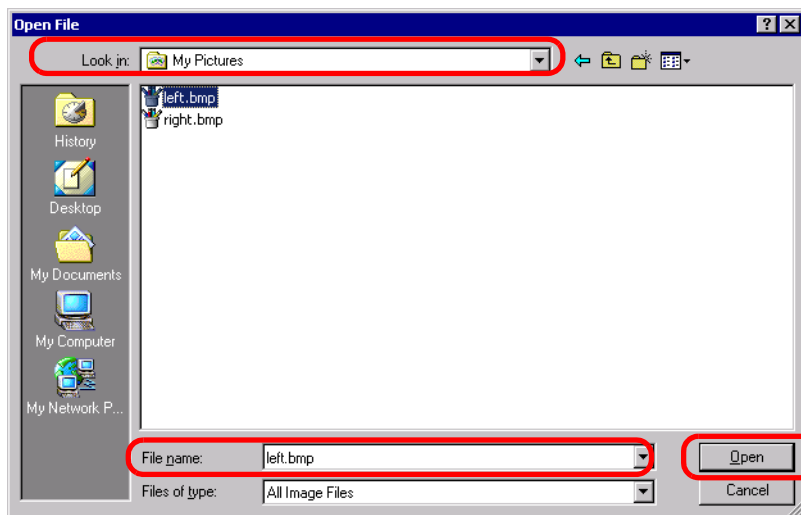 Open File
Look in: My Pictures
left.bmp
right.bmp
History
Desktop
My Documents
My Computer
My Network P...
File name: left.bmp Open
Files of type: All Image Files Cancel